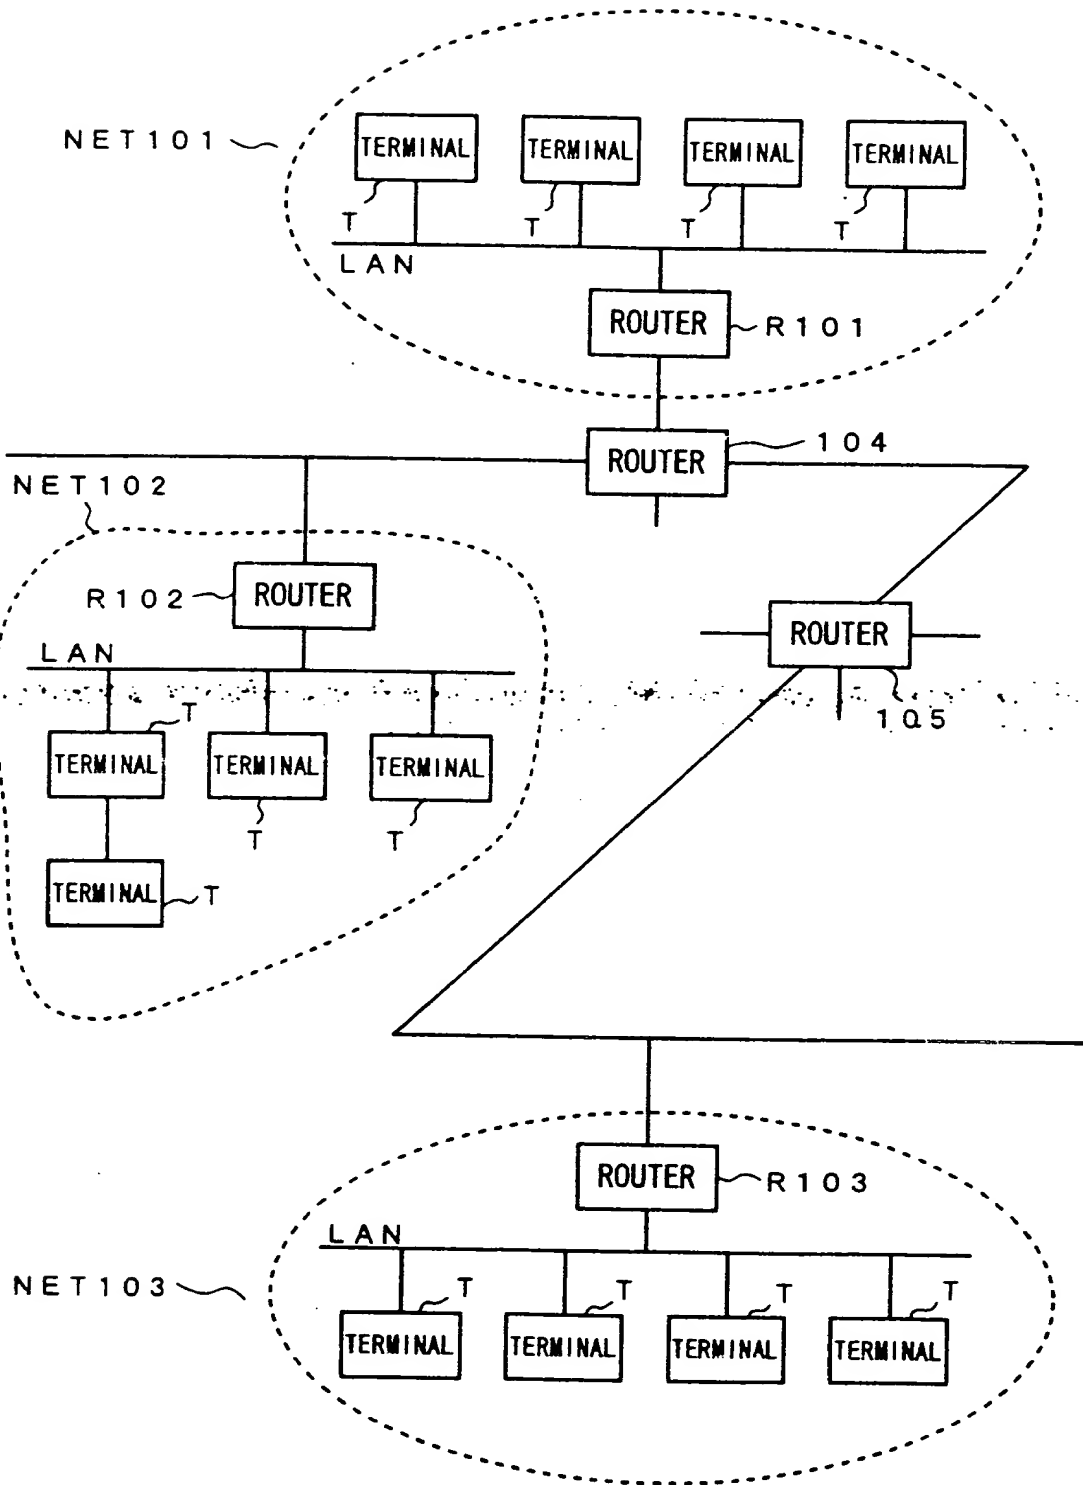 NET101
TERMINAL TERMINAL TERMINAL TERMINAL
T T T T
LAN
ROUTER R101
ROUTER 104
NET102
R102 ROUTER
ROUTER
105
LAN
T
TERMINAL TERMINAL TERMINAL
T T
TERMINAL T
ROUTER R103
LAN
NET103
T T T T
TERMINAL TERMINAL TERMINAL TERMINAL